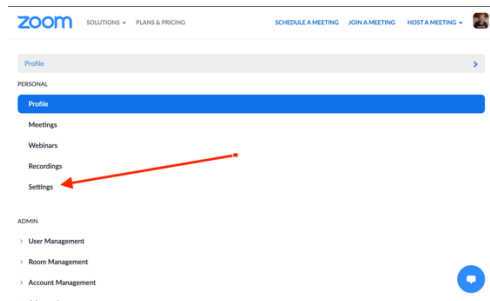 zoom SOLUTIONS PLANS & PRICING SCHEDULE A MEETING JOIN A MEETING HOST A MEETING
Profile
PERSONAL
Profile
Meetings
Webinars
Recordings
Settings
ADMIN
User Management
Room Management
Account Management